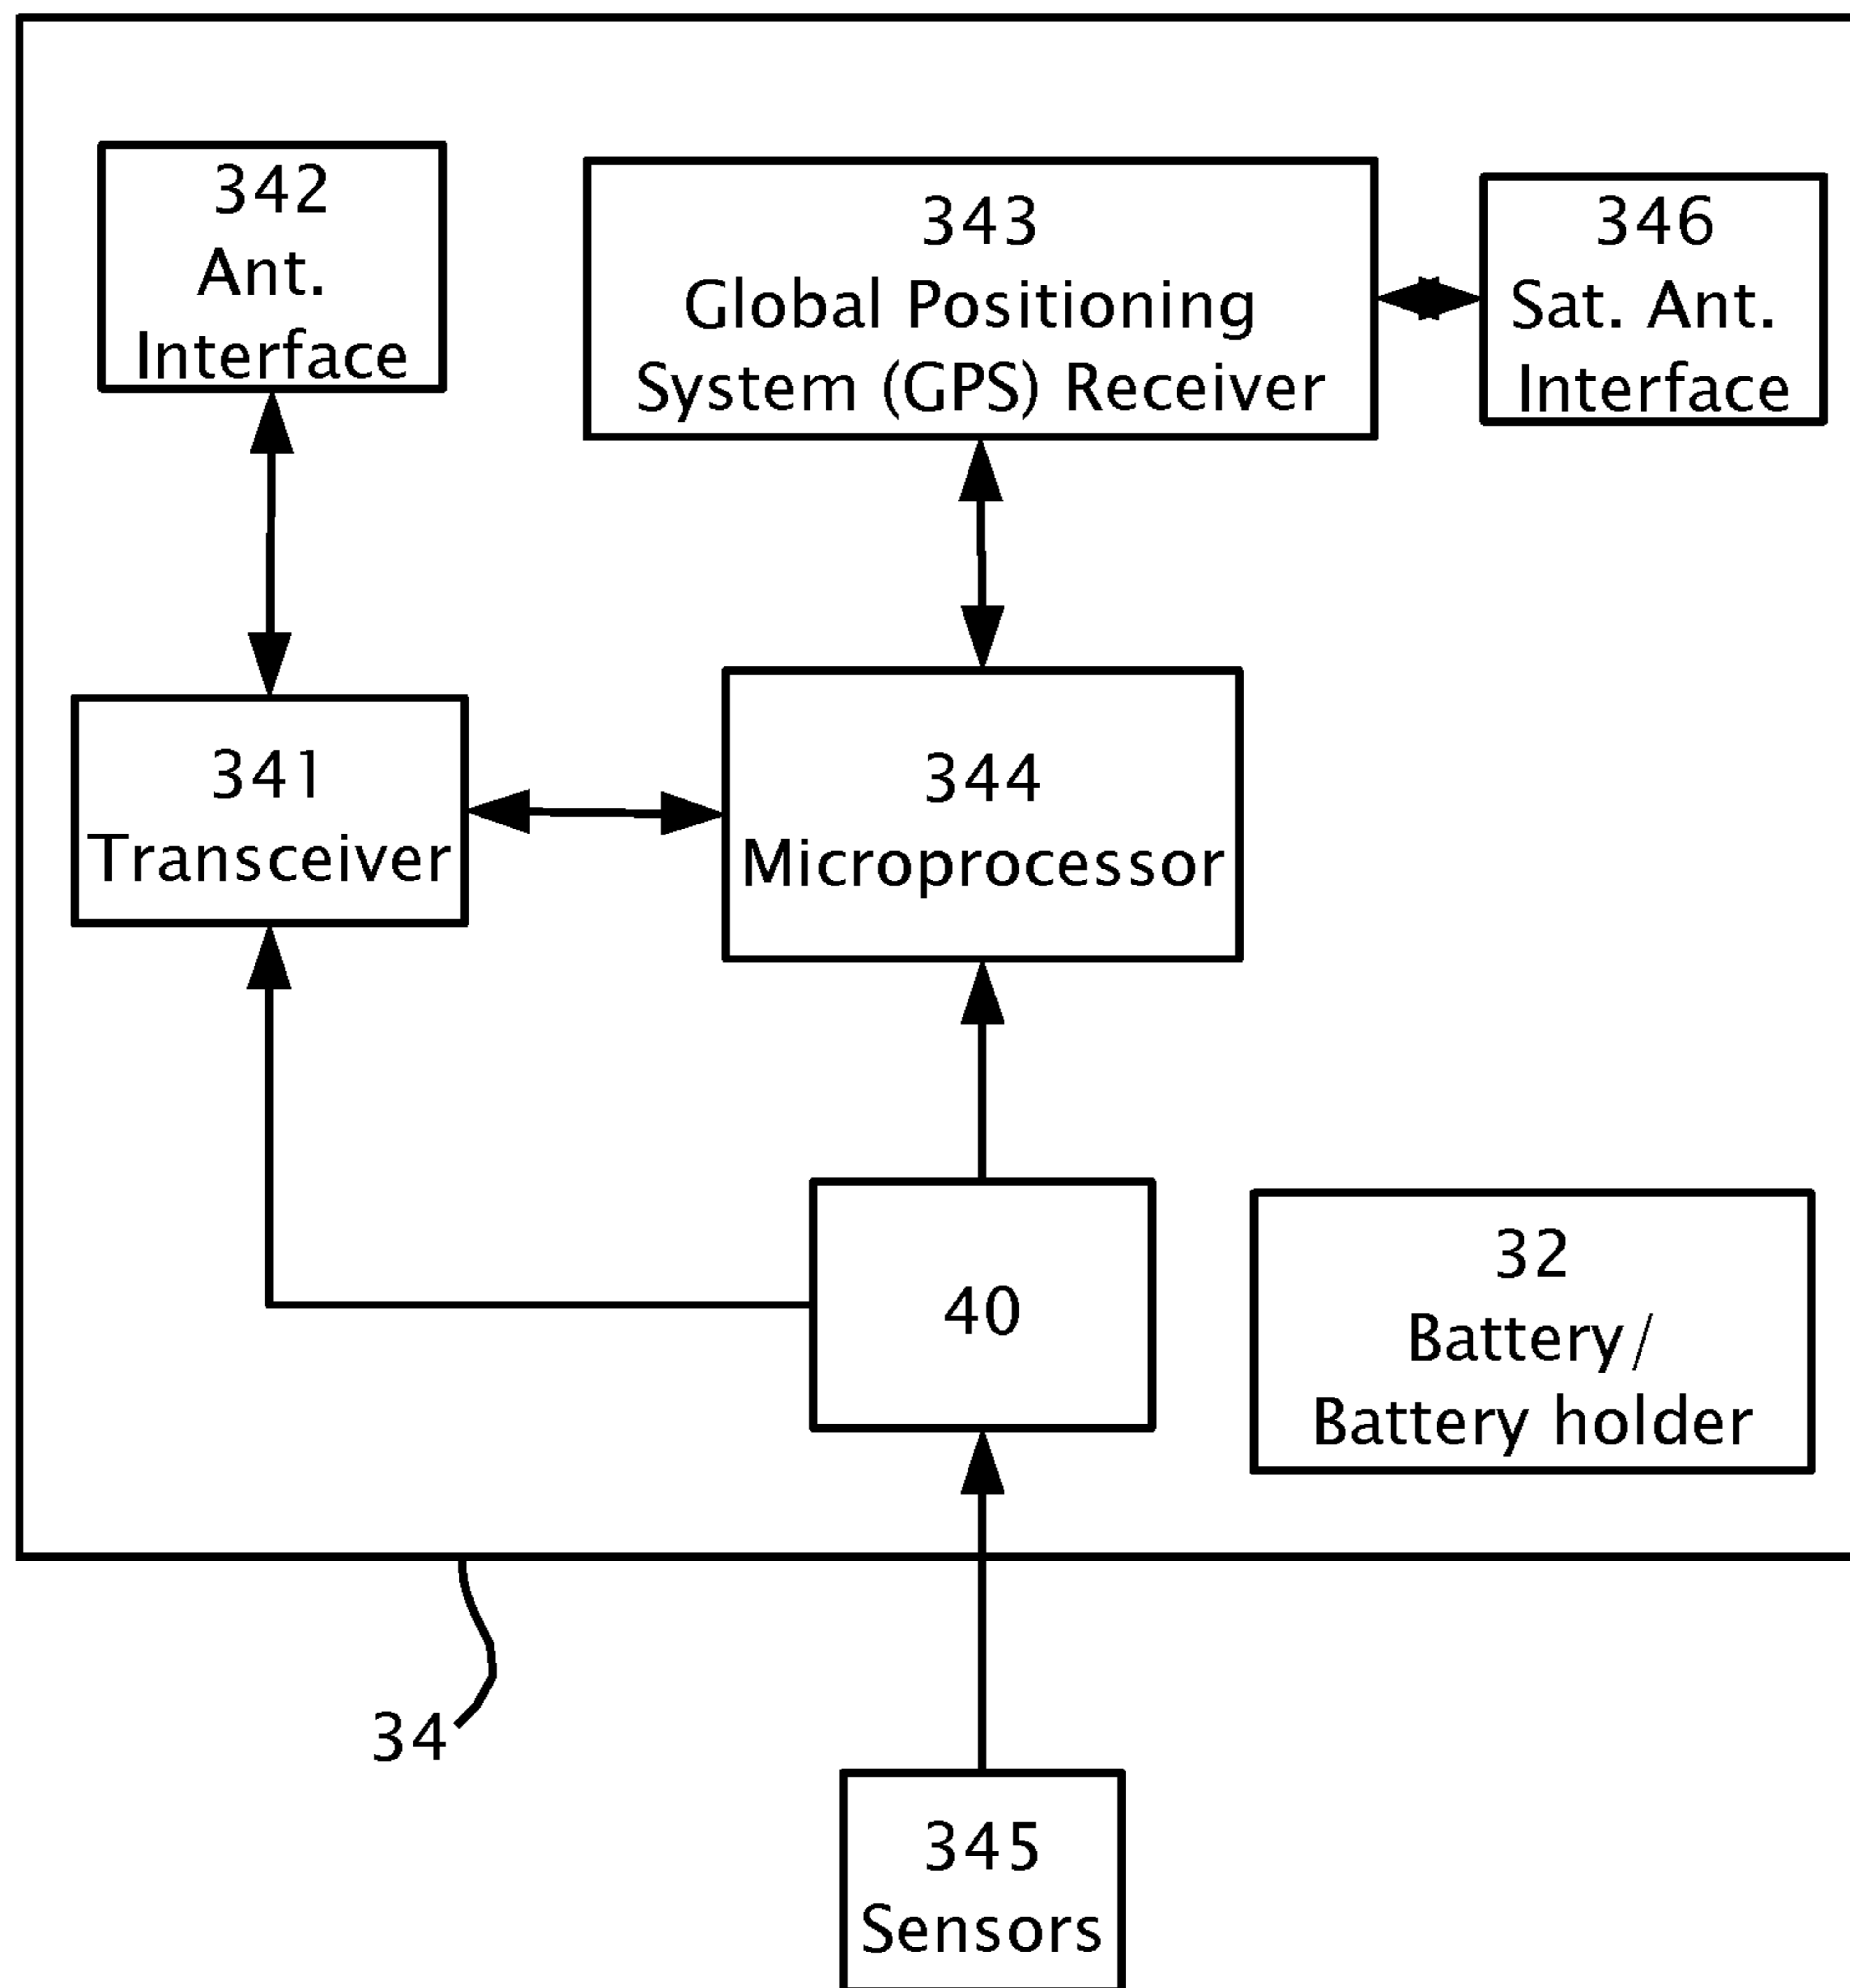 342
Ant.
Interface
343
Global Positioning
System (GPS) Receiver
346
Sat. Ant.
Interface
341
Transceiver
344
Microprocessor
40
32
Battery/
Battery holder
34
345
Sensors